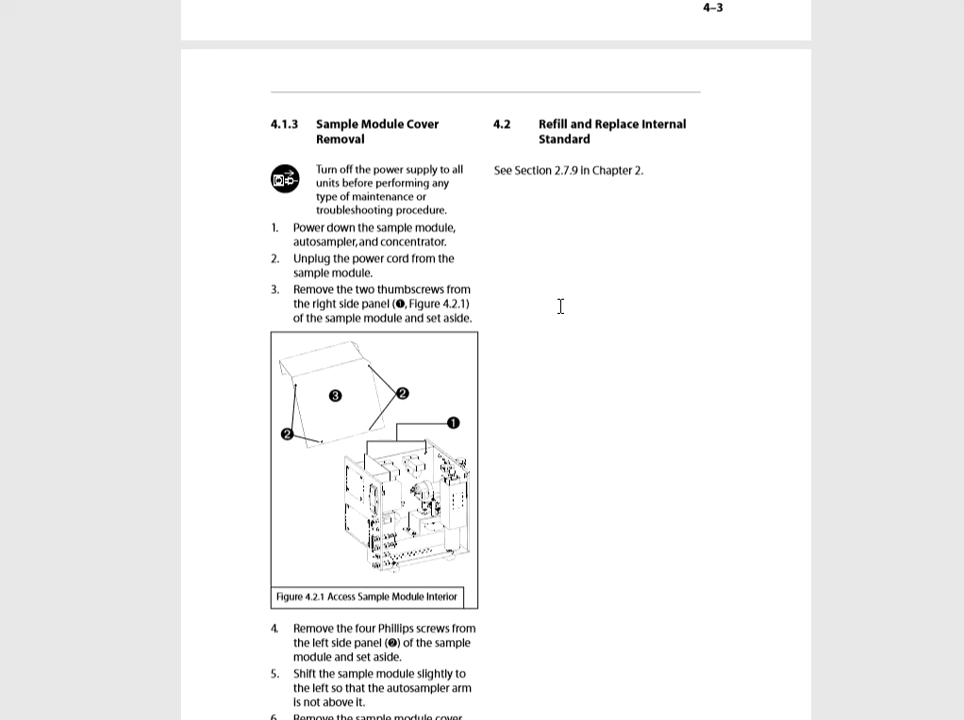 4–3
4.1.3 Sample Module Cover
Removal
Turn off the power supply to all
units before performing any
type of maintenance or
troubleshooting procedure.
1. Power down the sample module,
autosampler, and concentrator.
2. Unplug the power cord from the
sample module.
3. Remove the two thumbscrews from
the right side panel (❶, Figure 4.2.1)
of the sample module and set aside.
❸
❷
❶
❷
Figure 4.2.1 Access Sample Module Interior
4. Remove the four Phillips screws from
the left side panel (❷) of the sample
module and set aside.
5. Shift the sample module slightly to
the left so that the autosampler arm
is not above it.
6. Remove the sample module cover
4.2 Refill and Replace Internal
Standard
See Section 2.7.9 in Chapter 2.